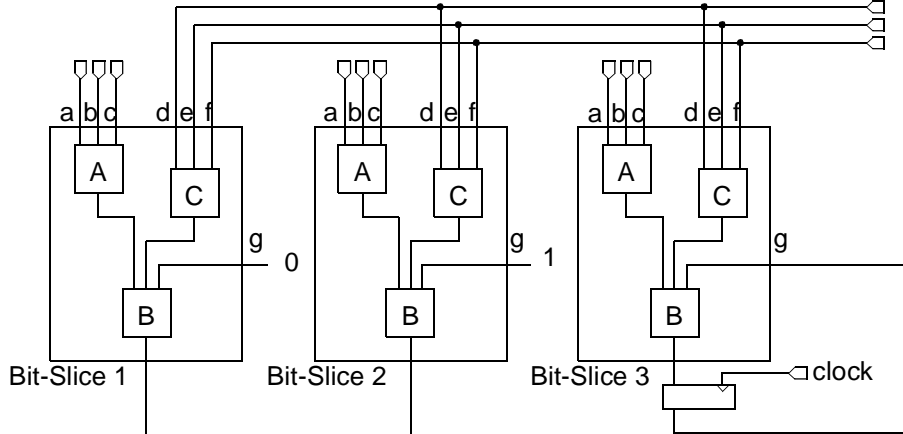 a b c d e f a b c d e f a b c d e f
A C A C A C
g 0 g 1 g
B B B
Bit-Slice 1 Bit-Slice 2 Bit-Slice 3 clock